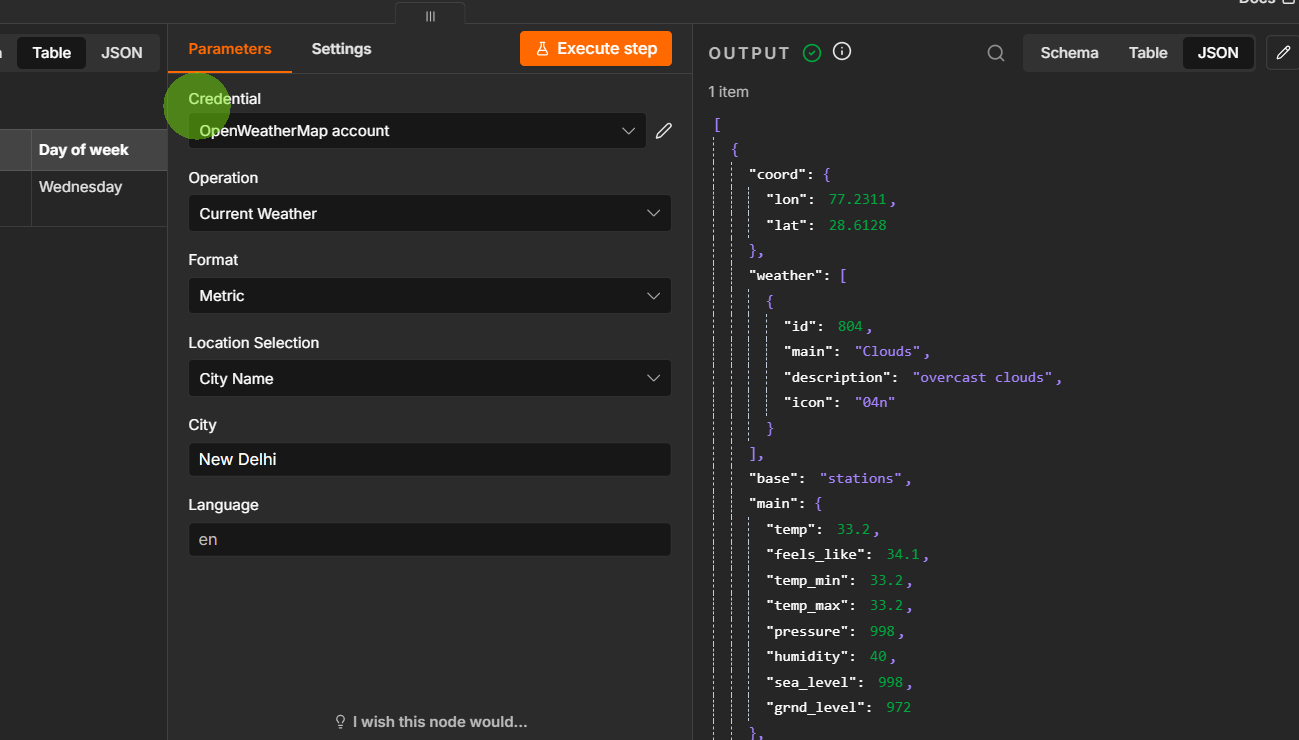 Docs
Table JSON
Parameters Settings Execute step
OUTPUT Schema Table JSON
1 item
Day of week
Wednesday
Credential
OpenWeatherMap account
Operation
Current Weather
Format
Metric
Location Selection
City Name
City
New Delhi
Language
en
I wish this node would...
[
{
"coord": {
"lon": 77.2311,
"lat": 28.6128
},
"weather": [
{
"id": 804,
"main": "Clouds",
"description": "overcast clouds",
"icon": "04n"
}
],
"base": "stations",
"main": {
"temp": 33.2,
"feels_like": 34.1,
"temp_min": 33.2,
"temp_max": 33.2,
"pressure": 998,
"humidity": 40,
"sea_level": 998,
"grnd_level": 972
},